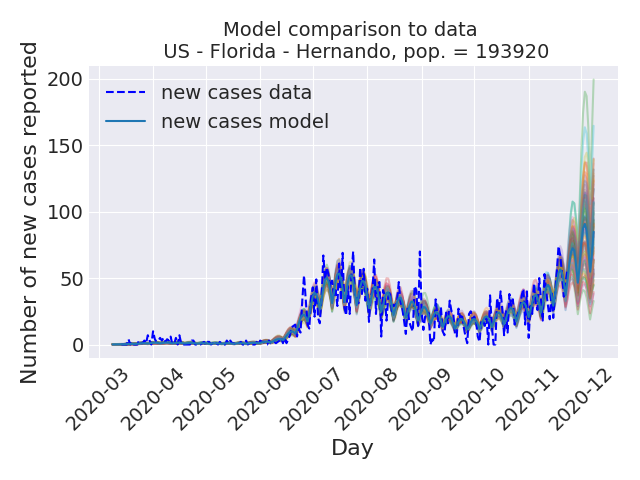 Model comparison to data
US - Florida - Hernando, pop. = 193920
Number of new cases reported
200
150
100
50
0
new cases data
new cases model
2020-03
2020-04
2020-05
2020-06
2020-07
2020-08
2020-09
2020-10
2020-11
2020-12
Day